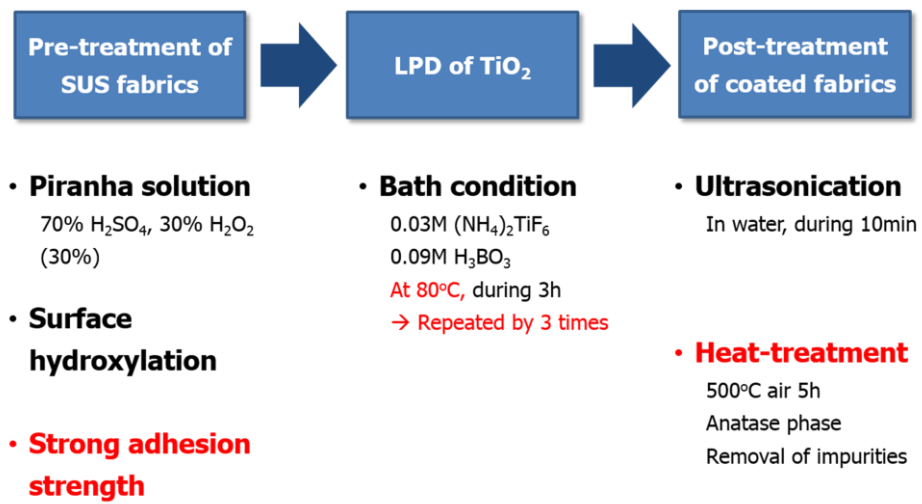 Pre-treatment of
SUS fabrics
LPD of TiO₂
Post-treatment
of coated fabrics
• Piranha solution
70% H₂SO₄, 30% H₂O₂
(30%)
• Surface
hydroxylation
• Strong adhesion
strength
• Bath condition
0.03M (NH₄)₂TiF₆
0.09M H₃BO₃
At 80°C, during 3h
→ Repeated by 3 times
• Ultrasonication
In water, during 10min
• Heat-treatment
500°C air 5h
Anatase phase
Removal of impurities